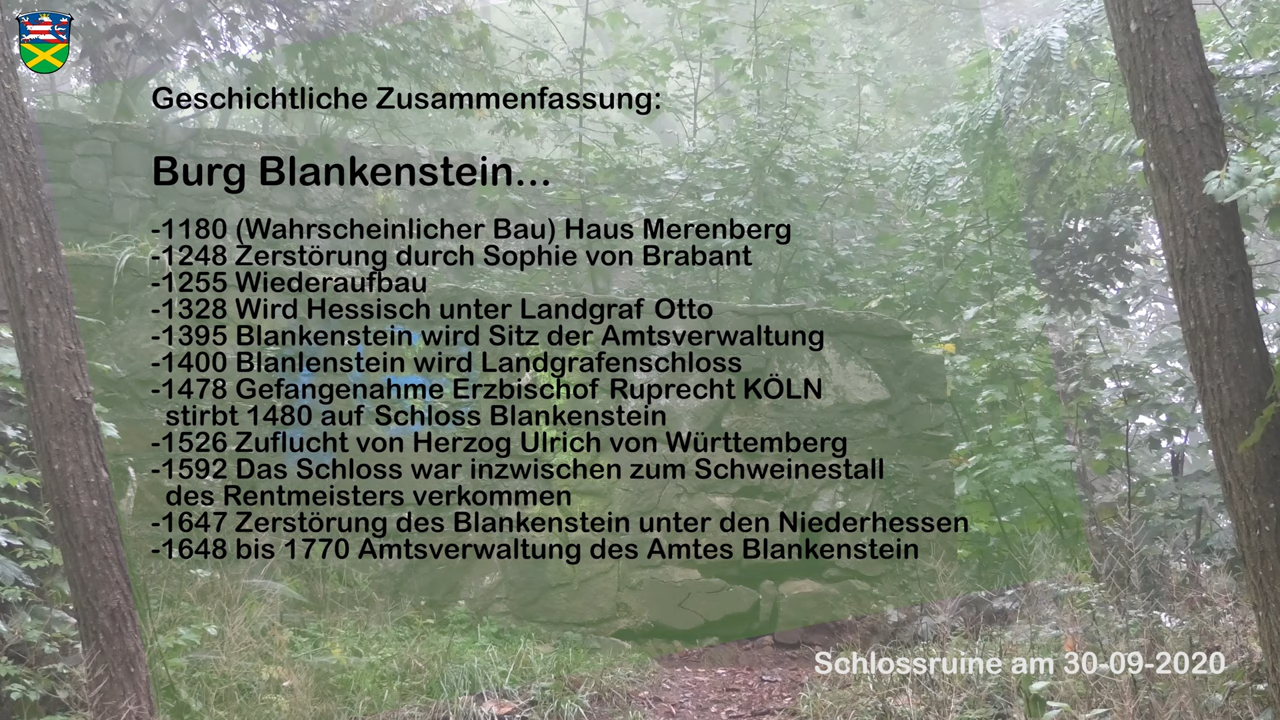 Geschichtliche Zusammenfassung:
Burg Blankenstein...
-1180 (Wahrscheinlicher Bau) Haus Merenberg
-1248 Zerstörung durch Sophie von Brabant
-1255 Wiederaufbau
-1328 Wird Hessisch unter Landgraf Otto
-1395 Blankenstein wird Sitz der Amtsverwaltung
-1400 Blanlenstein wird Landgrafenschloss
-1478 Gefangenahme Erzbischof Ruprecht KÖLN
stirbt 1480 auf Schloss Blankenstein
-1526 Zuflucht von Herzog Ulrich von Württemberg
-1592 Das Schloss war inzwischen zum Schweinestall
des Rentmeisters verkommen
-1647 Zerstörung des Blankenstein unter den Niederhessen
-1648 bis 1770 Amtsverwaltung des Amtes Blankenstein
Schlossruine am 30-09-2020